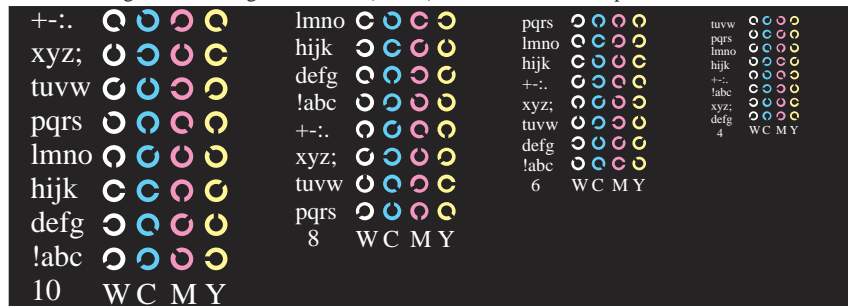 +-:.
xyz;
tuvw
pqrs
lmno
hijk
defg
!abc
10 W C M Y
lmno
hijk
defg
!abc
+-:.
xyz;
tuvw
pqrs
8 W C M Y
pqrs
lmno
hijk
+-:.
xyz;
tuvw
defg
!abc
6 W C M Y
tuvw
pqrs
lmno
hijk
+-:.
!abc
xyz;
defg
4 W C M Y